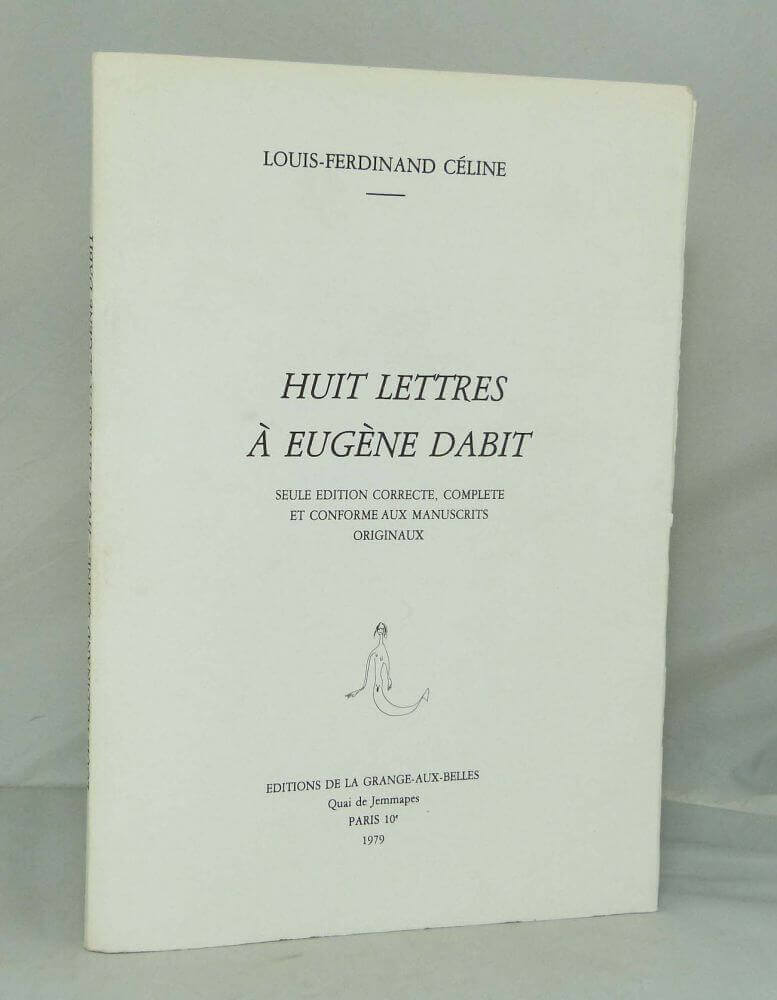 LOUIS-FERDINAND CÉLINE
HUIT LETTRES
À EUGÈNE DABIT
SEULE EDITION CORRECTE, COMPLETE
ET CONFORME AUX MANUSCRITS
ORIGINAUX
EDITIONS DE LA GRANGE-AUX-BELLES
Quai de Jemmapes
PARIS 10e
1979